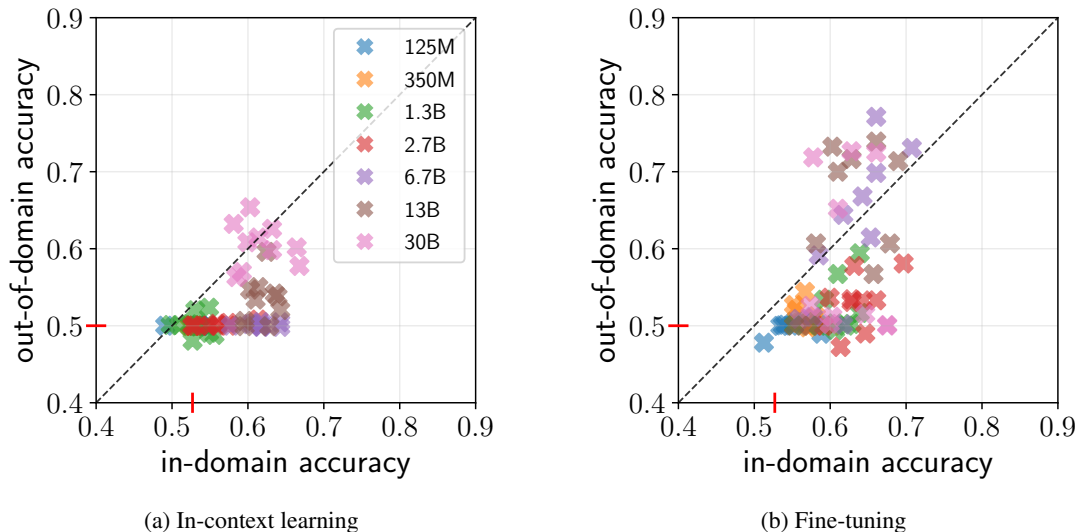 0.9
0.8
0.7
0.6
0.5
0.4
out-of-domain accuracy
0.4 0.5 0.6 0.7 0.8 0.9
in-domain accuracy
125M
350M
1.3B
2.7B
6.7B
13B
30B
(a) In-context learning
0.9
0.8
0.7
0.6
0.5
0.4
out-of-domain accuracy
0.4 0.5 0.6 0.7 0.8 0.9
in-domain accuracy
(b) Fine-tuning